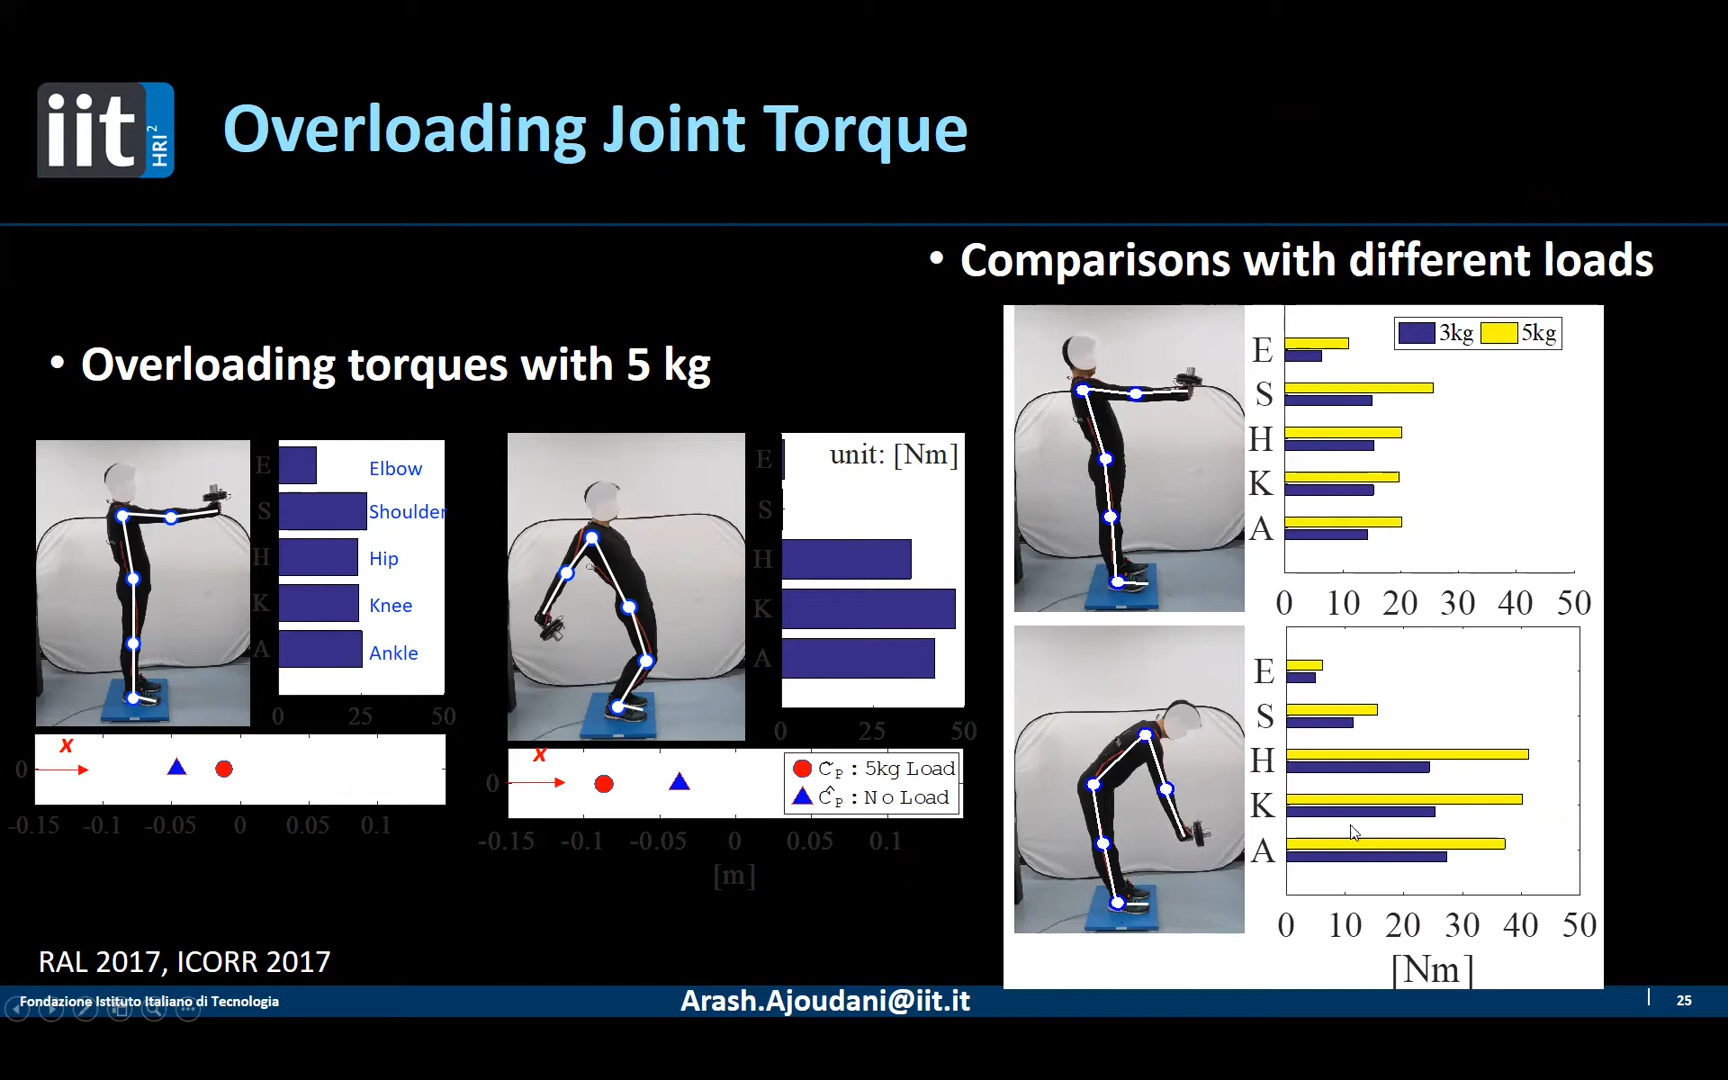 iit
HRI²
Overloading Joint Torque
• Comparisons with different loads
• Overloading torques with 5 kg
E
S
H
K
A
Elbow
Shoulder
Hip
Knee
Ankle
0 25 50
x
0
-0.15 -0.1 -0.05 0 0.05 0.1
unit: [Nm]
E
S
H
K
A
0 25 50
x
0
C̃P : 5kg Load
ĈP : No Load
-0.15 -0.1 -0.05 0 0.05 0.1
[m]
3kg 5kg
E
S
H
K
A
0 10 20 30 40 50
E
S
H
K
A
0 10 20 30 40 50
[Nm]
RAL 2017, ICORR 2017
Fondazione Istituto Italiano di Tecnologia
Arash.Ajoudani@iit.it
25